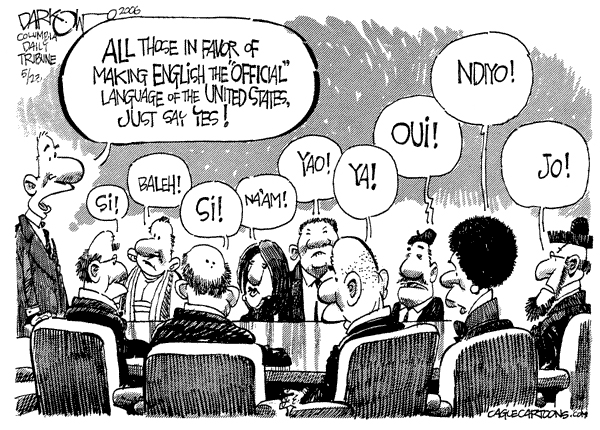 DARKOW 2006
COLUMBIA
DAILY
TRIBUNE
5/22
ALL THOSE IN FAVOR OF
MAKING ENGLISH THE "OFFICIAL"
LANGUAGE OF THE UNITED STATES,
JUST SAY YES!
SI!
BALEH!
SI!
NA'AM!
YAO!
YA!
OUI!
NDIYO!
JO!
CAGLECARTOONS.COM